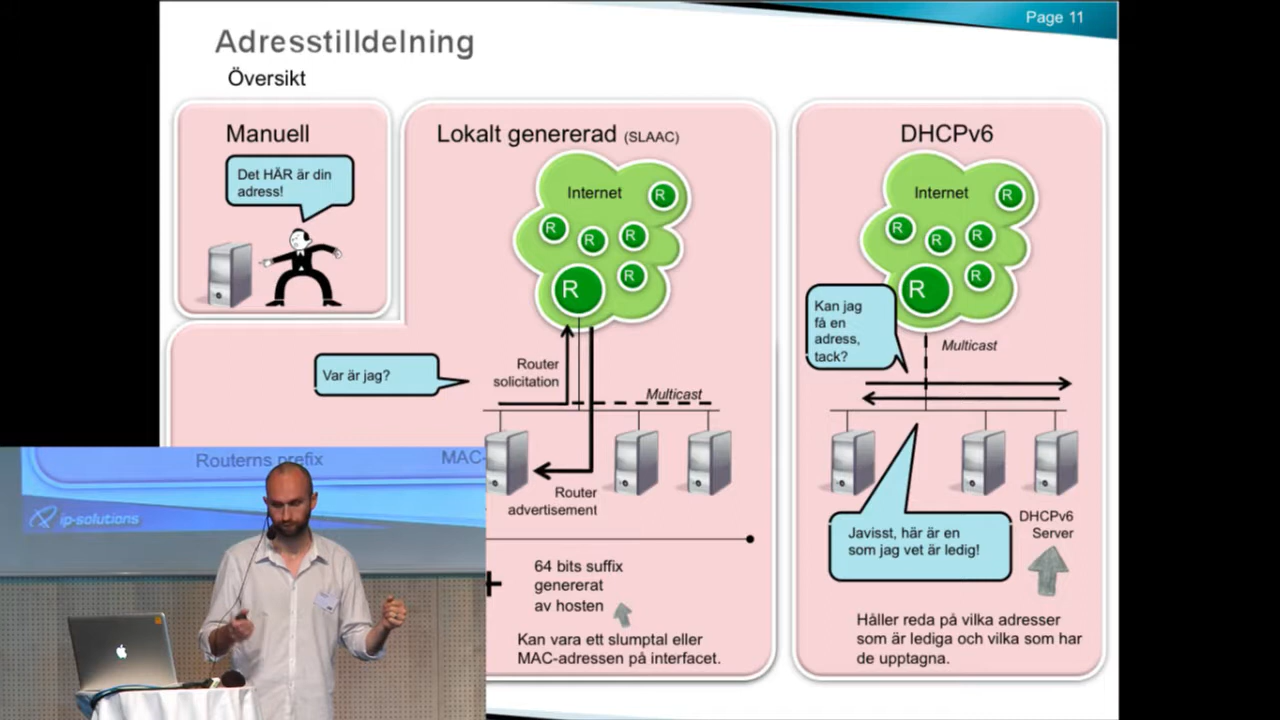 Page 11
Adresstilldelning
Översikt
Manuell
Det HÄR är din
adress!
Lokalt genererad (SLAAC)
Internet
R
R
R
R
R
R
Var är jag?
Router
solicitation
Multicast
Router
advertisement
+
64 bits suffix
genererat
av hosten
Kan vara ett slumptal eller
MAC-adressen på interfacet.
DHCPv6
Internet
R
R
R
R
R
R
Kan jag
få en
adress,
tack?
Multicast
Javisst, här är en
som jag vet är ledig!
DHCPv6
Server
Håller reda på vilka adresser
som är lediga och vilka som har
de upptagna.
Routerns prefix
MAC-
ip-solutions